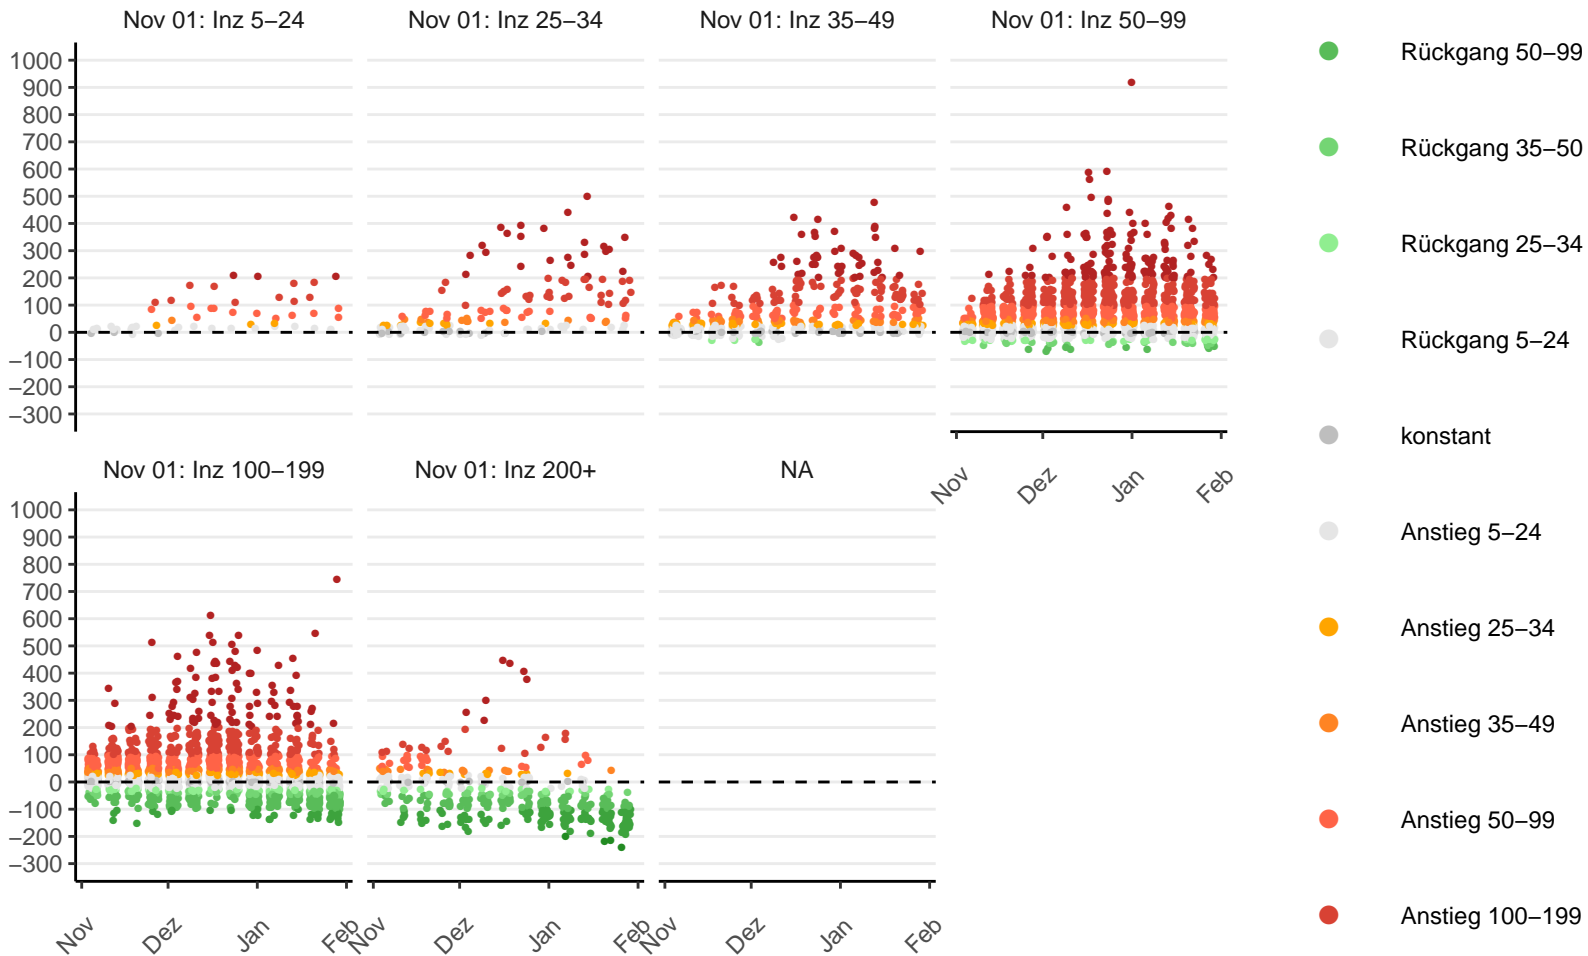 Nov 01: Inz 5–24
Nov 01: Inz 25–34
Nov 01: Inz 35–49
Nov 01: Inz 50–99
1000
900
800
700
600
500
400
300
200
100
0
−100
−200
−300
Nov
Dez
Jan
Feb
Nov 01: Inz 100–199
Nov 01: Inz 200+
NA
1000
900
800
700
600
500
400
300
200
100
0
−100
−200
−300
Nov
Dez
Jan
Feb
Nov
Dez
Jan
Feb
Nov
Dez
Jan
Feb
Rückgang 50–99
Rückgang 35–50
Rückgang 25–34
Rückgang 5–24
konstant
Anstieg 5–24
Anstieg 25–34
Anstieg 35–49
Anstieg 50–99
Anstieg 100–199